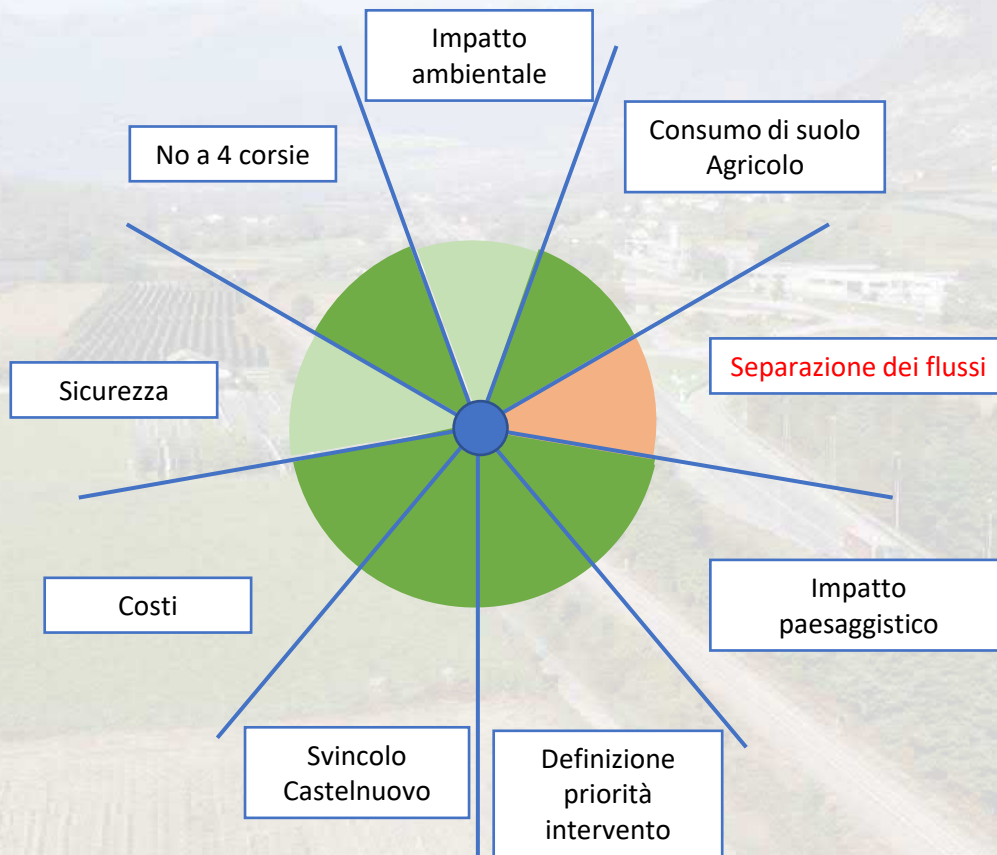 Impatto
ambientale
No a 4 corsie
Consumo di suolo
Agricolo
Sicurezza
Separazione dei flussi
Costi
Impatto
paesaggistico
Svincolo
Castelnuovo
Definizione
priorità
intervento